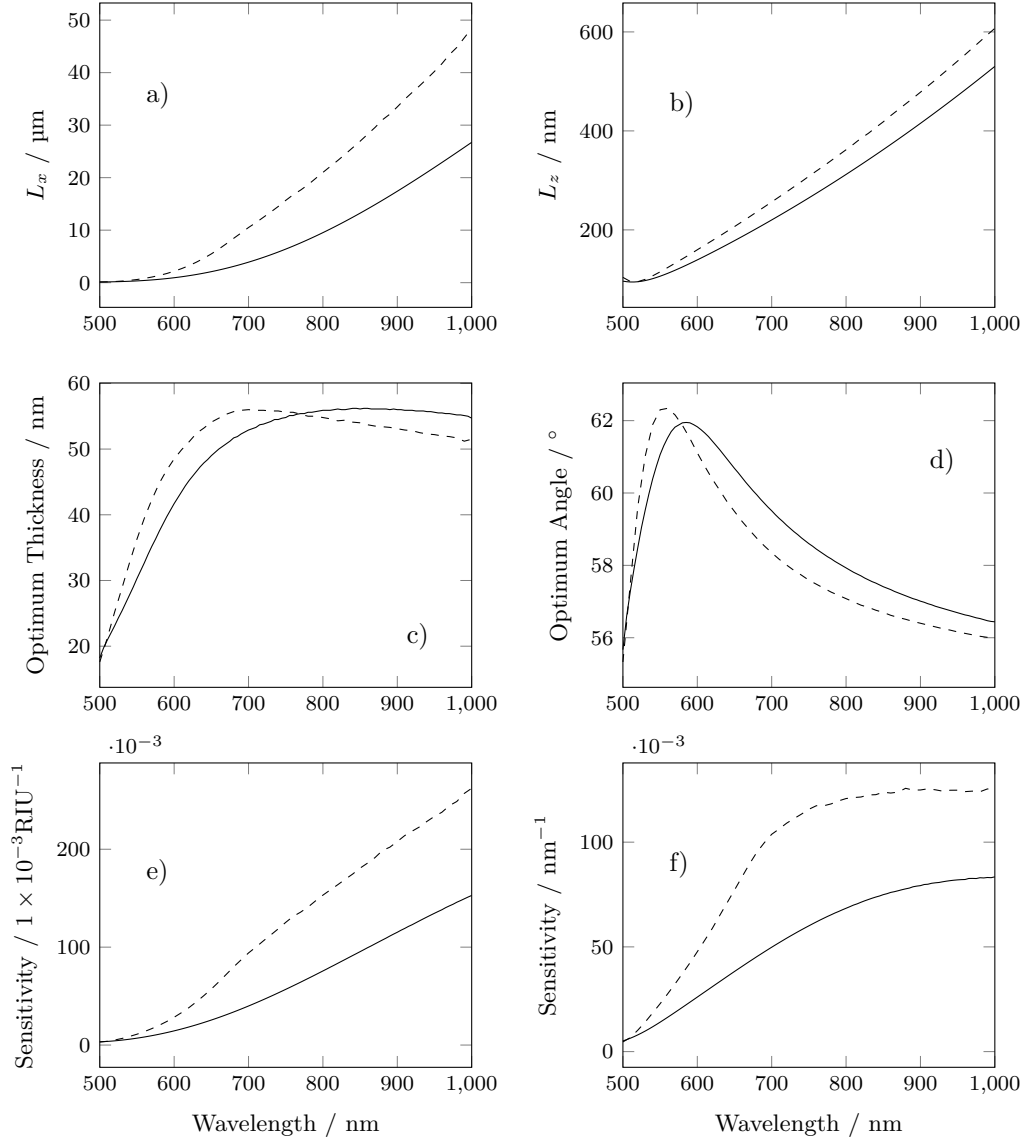 50
40
30
20
10
0
L_x / μm
a)
500 600 700 800 900 1,000
600
400
200
L_z / nm
b)
500 600 700 800 900 1,000
60
50
40
30
20
Optimum Thickness / nm
c)
500 600 700 800 900 1,000
62
60
58
56
Optimum Angle / °
d)
500 600 700 800 900 1,000
·10⁻³
200
100
0
Sensitivity / 1 × 10⁻³RIU⁻¹
e)
500 600 700 800 900 1,000
Wavelength / nm
·10⁻³
100
50
0
Sensitivity / nm⁻¹
f)
500 600 700 800 900 1,000
Wavelength / nm